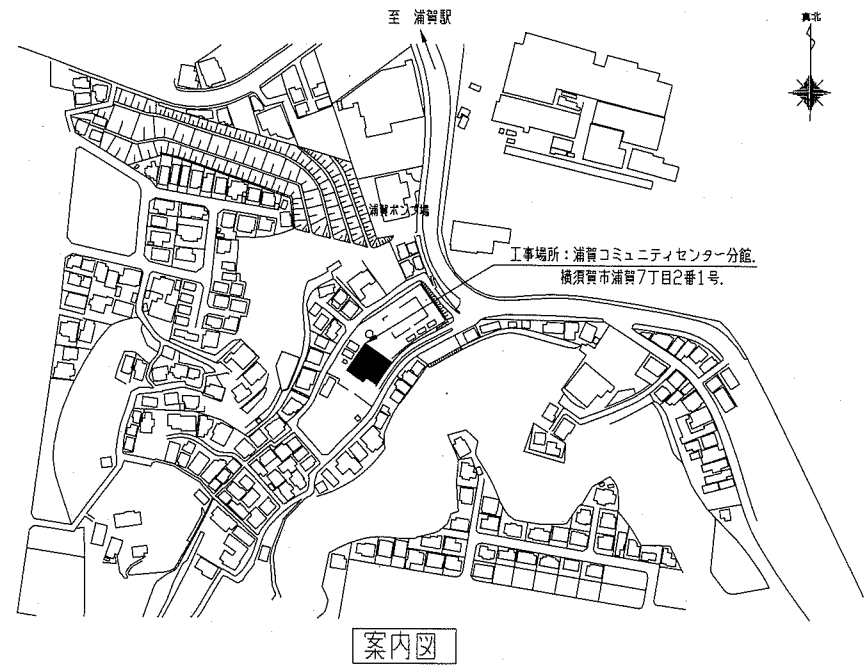 至 浦賀駅
真北
浦賀ポンプ場
工事場所：浦賀コミュニティセンター分館.
横須賀市浦賀7丁目2番1号.
案内図